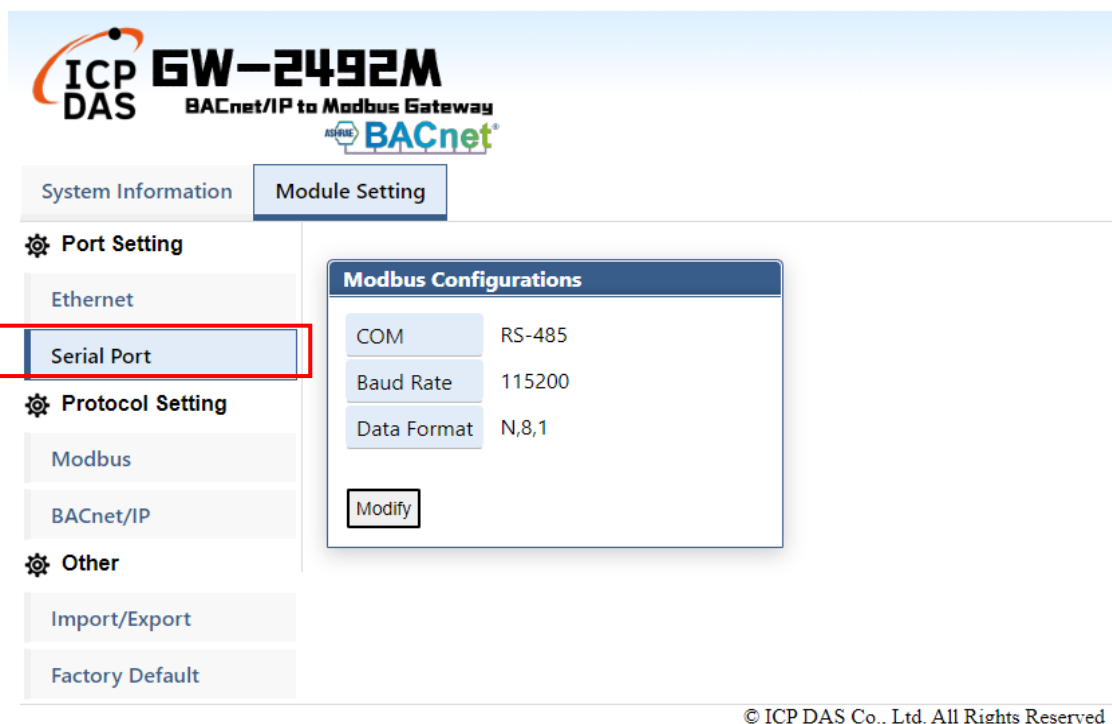 ICP DAS
GW-2492M
BACnet/IP to Modbus Gateway
ASHRAE BACnet®
System Information
Module Setting
Port Setting
Ethernet
Serial Port
Protocol Setting
Modbus
BACnet/IP
Other
Import/Export
Factory Default
Modbus Configurations
COM RS-485
Baud Rate 115200
Data Format N,8,1
Modify
© ICP DAS Co., Ltd. All Rights Reserved